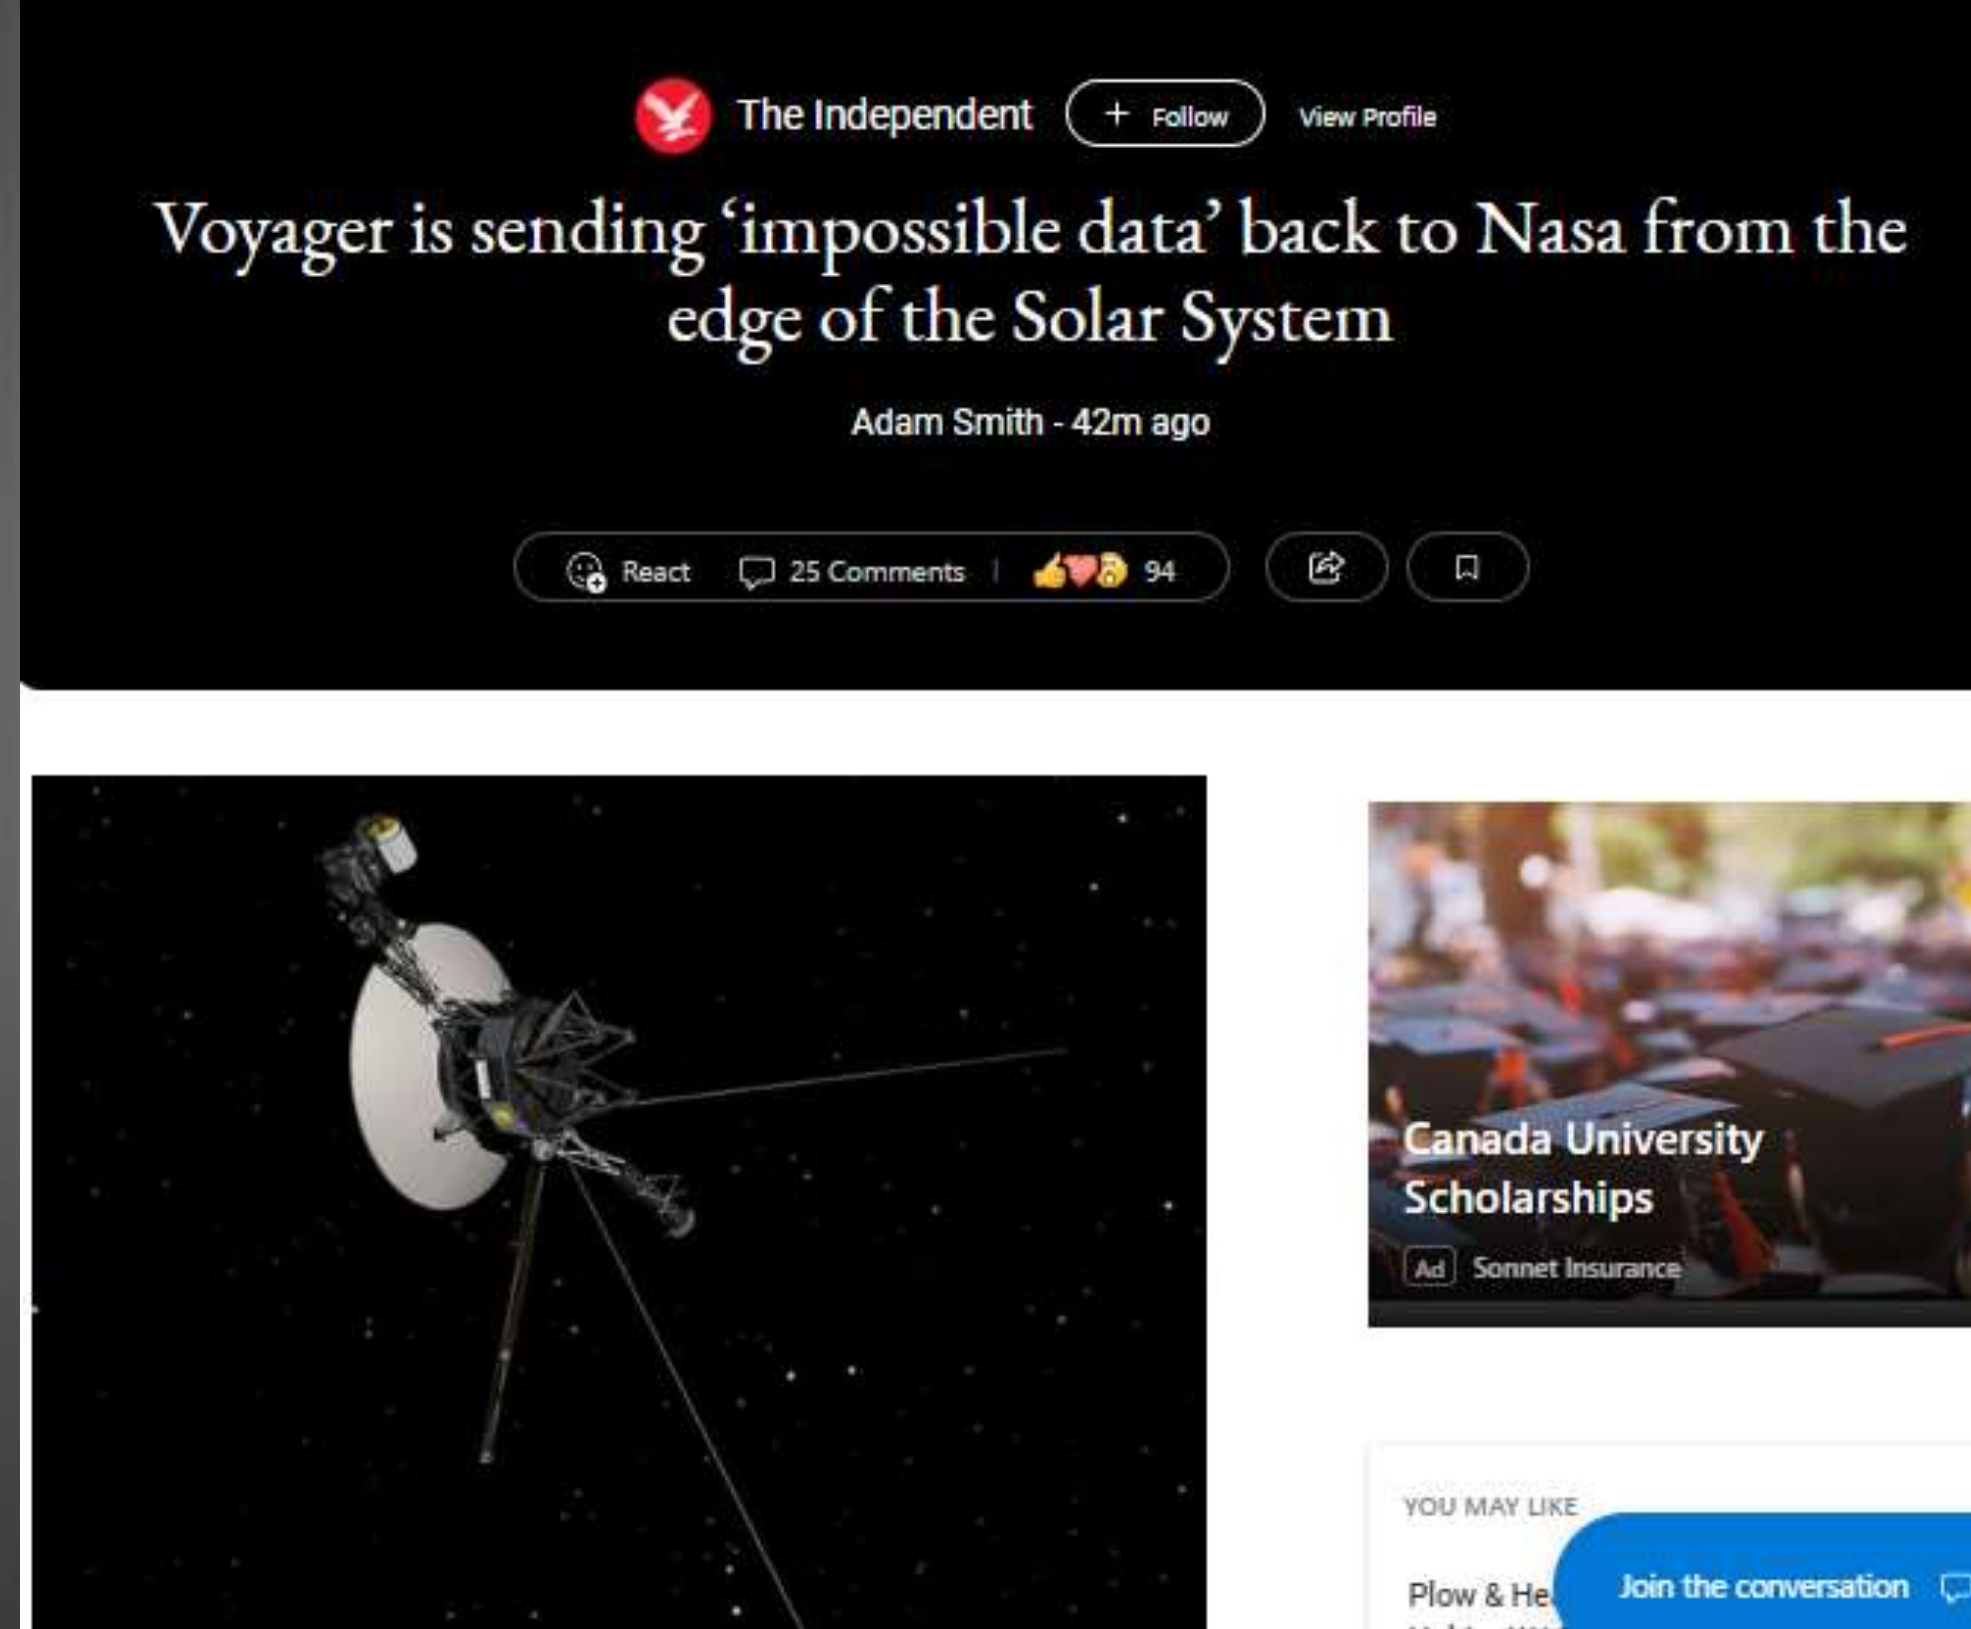 The Independent + Follow View Profile
Voyager is sending ‘impossible data’ back to Nasa from the
edge of the Solar System
Adam Smith - 42m ago
React 25 Comments | 94
Canada University
Scholarships
Ad Sonnet Insurance
YOU MAY LIKE
Plow & He
Join the conversation